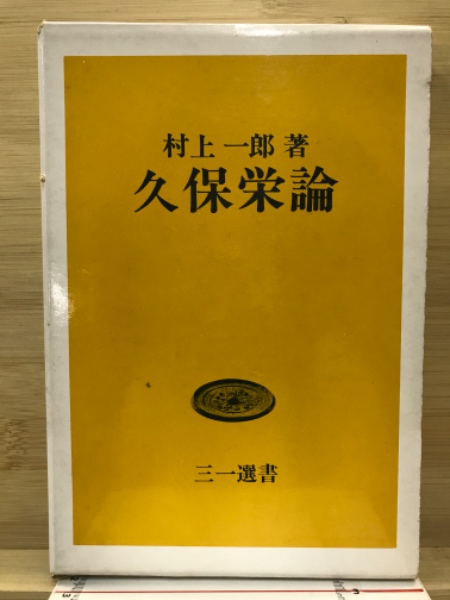 村上一郎 著
久保栄論
三一選書